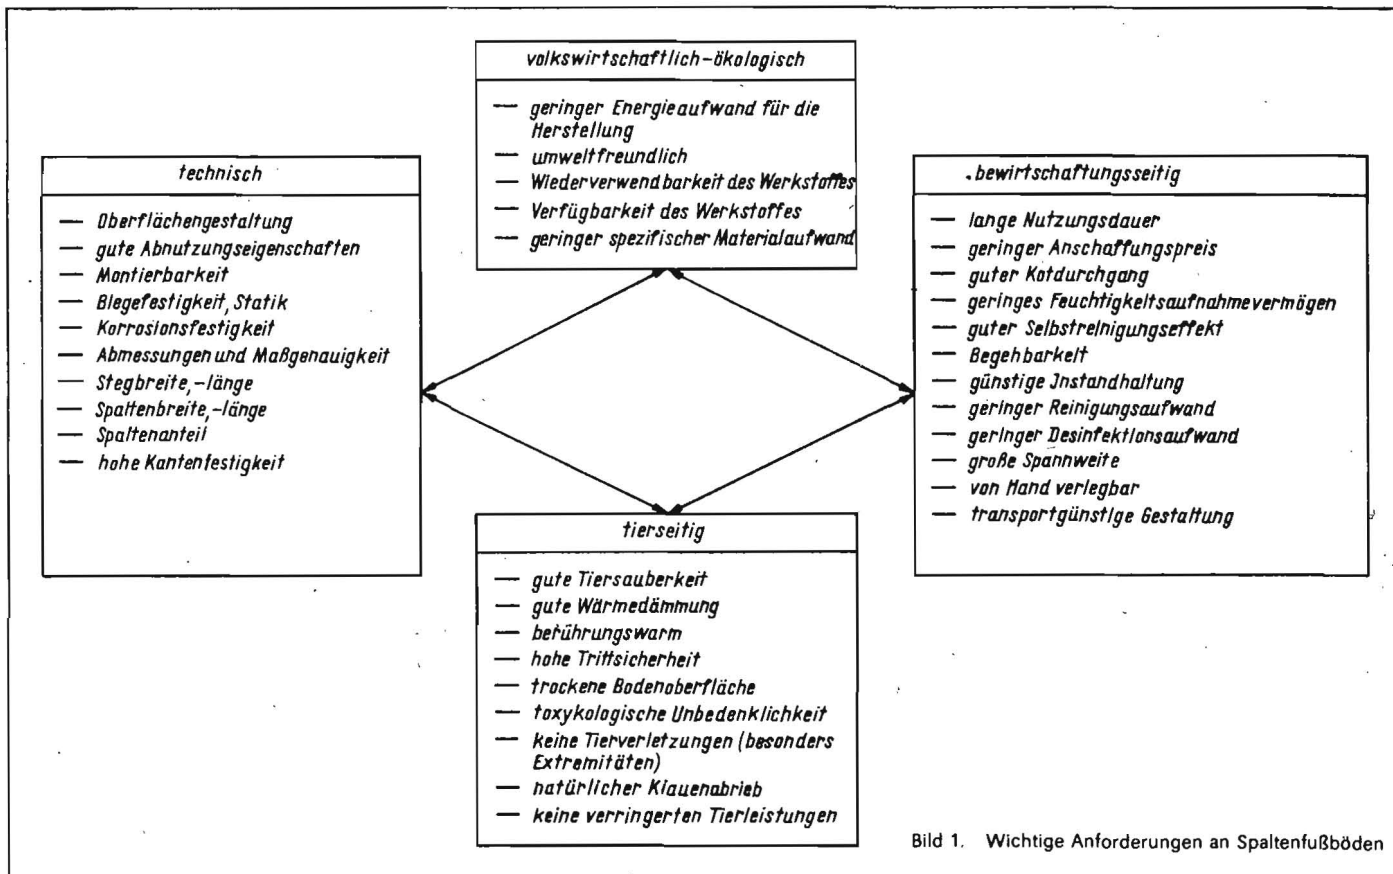 volkswirtschaftlich-ökologisch
— geringer Energieaufwand für die
Herstellung
— umweltfreundlich
— Wiederverwendbarkeit des Werkstoffes
— Verfügbarkeit des Werkstoffes
— geringer spezifischer Materialaufwand
technisch
— Oberflächengestaltung
— gute Abnutzungseigenschaften
— Montierbarkeit
— Biegefestigkeit, Statik
— Korrosionsfestigkeit
— Abmessungen und Maßgenauigkeit
— Stegbreite, -länge
— Spaltenbreite, -länge
— Spaltenanteil
— hohe Kantenfestigkeit
bewirtschaftungsseitig
— lange Nutzungsdauer
— geringer Anschaffungspreis
— guter Kotdurchgang
— geringes Feuchtigkeitsaufnahmevermögen
— guter Selbstreinigungseffekt
— Begehbarkeit
— günstige Instandhaltung
— geringer Reinigungsaufwand
— geringer Desinfektionsaufwand
— große Spannweite
— von Hand verlegbar
— transportgünstige Gestaltung
tierseitig
— gute Tiersauberkeit
— gute Wärmedämmung
— berührungswarm
— hohe Trittsicherheit
— trockene Bodenoberfläche
— toxykologische Unbedenklichkeit
— keine Tierverletzungen (besonders
Extremitäten)
— natürlicher Klauenabrieb
— keine verringerten Tierleistungen
Bild 1. Wichtige Anforderungen an Spaltenfußböden